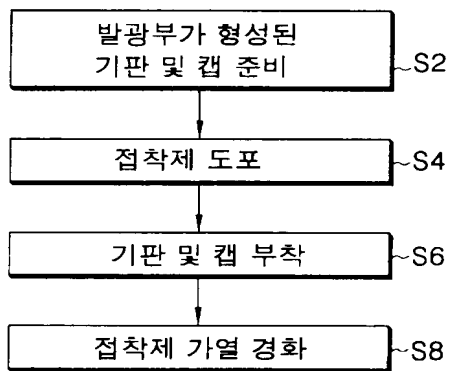 발광부가 형성된
기판 및 캡 준비
S2
접착제 도포
S4
기판 및 캡 부착
S6
접착제 가열 경화
S8